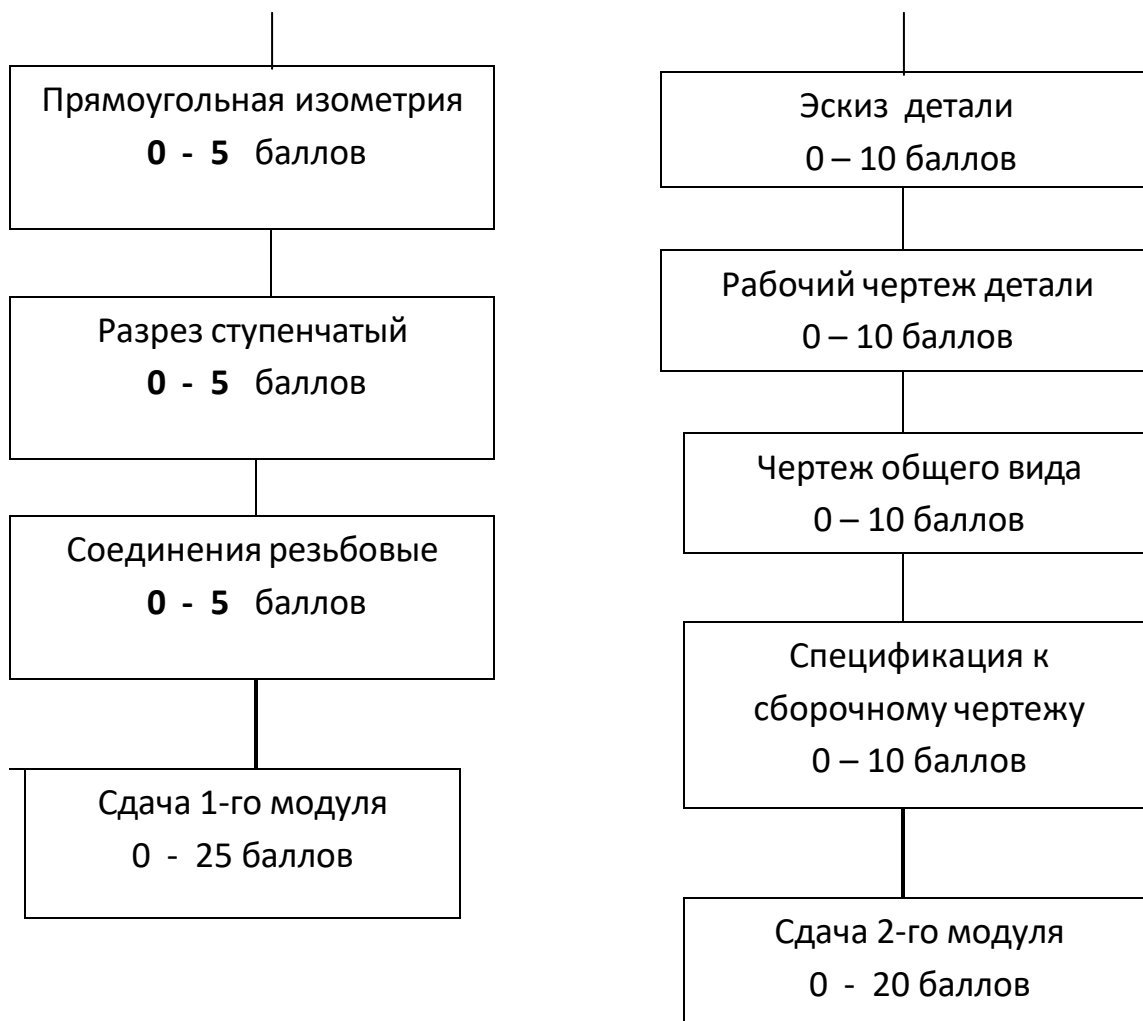 Прямоугольная изометрия
0 - 5 баллов
Разрез ступенчатый
0 - 5 баллов
Соединения резьбовые
0 - 5 баллов
Сдача 1-го модуля
0 - 25 баллов
Эскиз детали
0 – 10 баллов
Рабочий чертеж детали
0 – 10 баллов
Чертеж общего вида
0 – 10 баллов
Спецификация к
сборочному чертежу
0 – 10 баллов
Сдача 2-го модуля
0 - 20 баллов